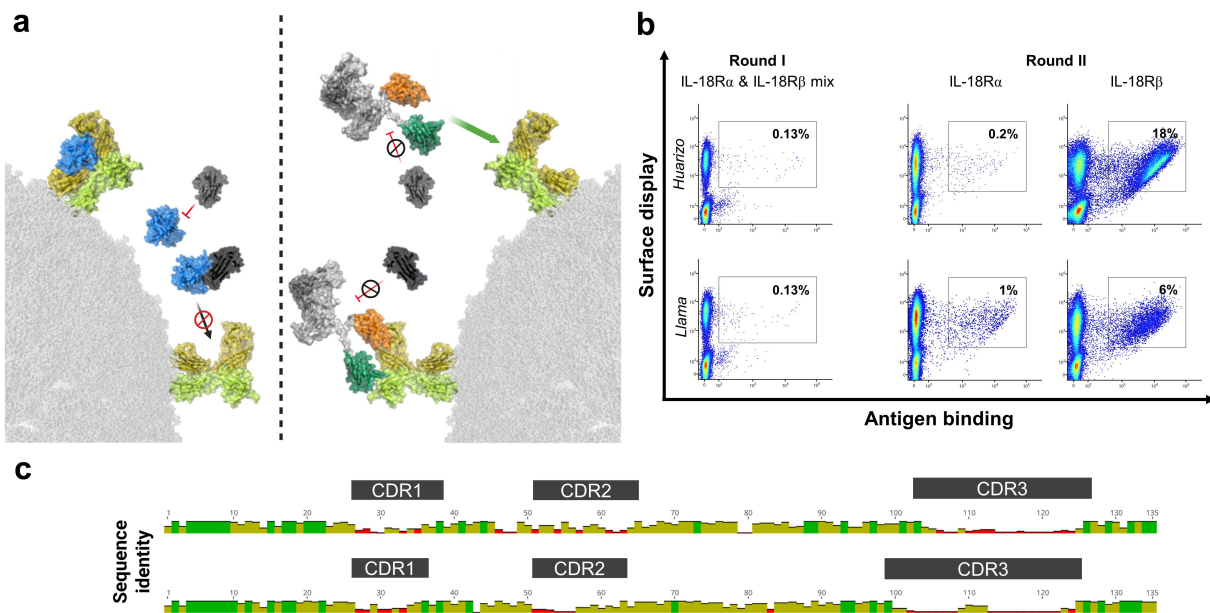 a
b
Round I
Round II
IL-18Rα & IL-18Rβ mix
IL-18Rα
IL-18Rβ
Surface display
Huarizo
0.13%
0.2%
18%
Llama
0.13%
1%
6%
Antigen binding
c
Sequence identity
CDR1
CDR2
CDR3
1 10 20 30 40 50 60 70 80 90 100 110 120 135
CDR1
CDR2
CDR3
1 10 20 30 40 50 60 70 80 90 100 110 120 135